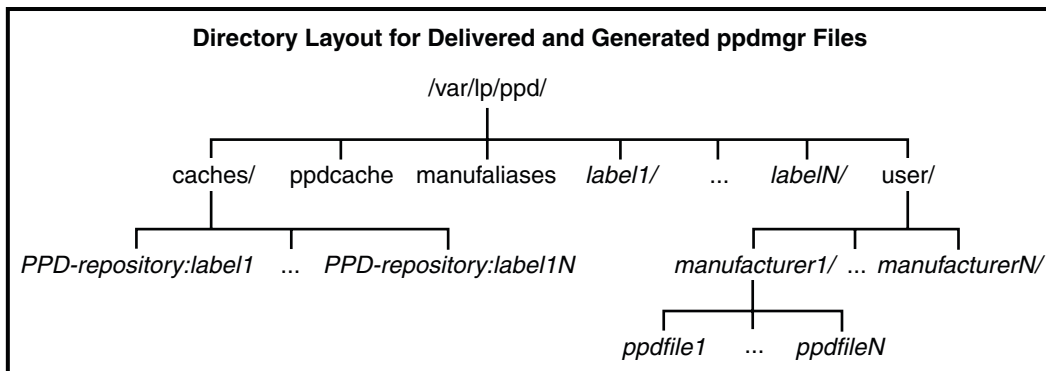 Directory Layout for Delivered and Generated ppdmgr Files
/var/lp/ppd/
caches/ ppdcache manufaliases label1/ ... labelN/ user/
PPD-repository:label1 ... PPD-repository:label1N manufacturer1/ ... manufacturerN/
ppdfile1 ... ppdfileN